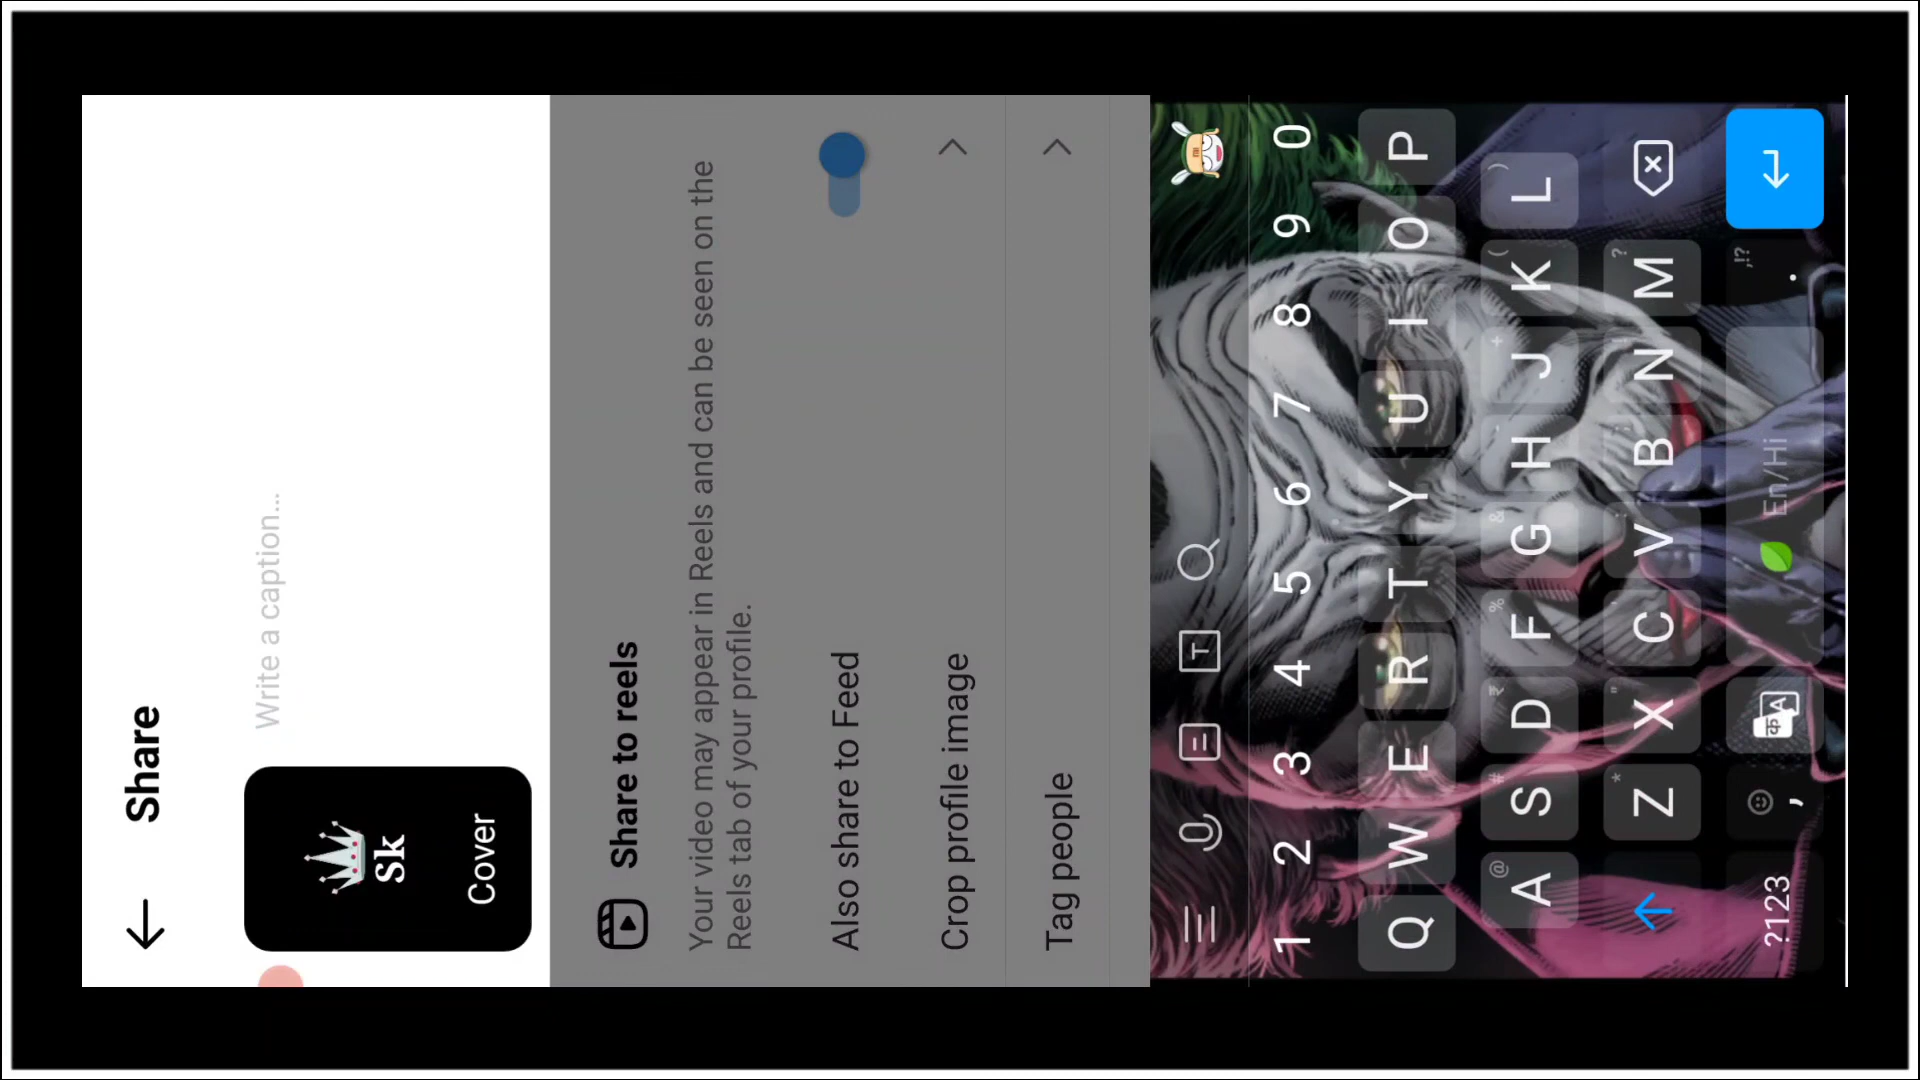 Share
Write a caption...
Sk
Cover
Share to reels
Your video may appear in Reels and can be seen on the
Reels tab of your profile.
Also share to Feed
Crop profile image
Tag people
T
1 2 3 4 5 6 7 8 9 0
Q W E R T Y U I O P
@ # ₹ % & - + ( )
A S D F G H J K L
* " ' : ; ! ?
Z X C V B N M
?123 , कA En/Hi ,!? .